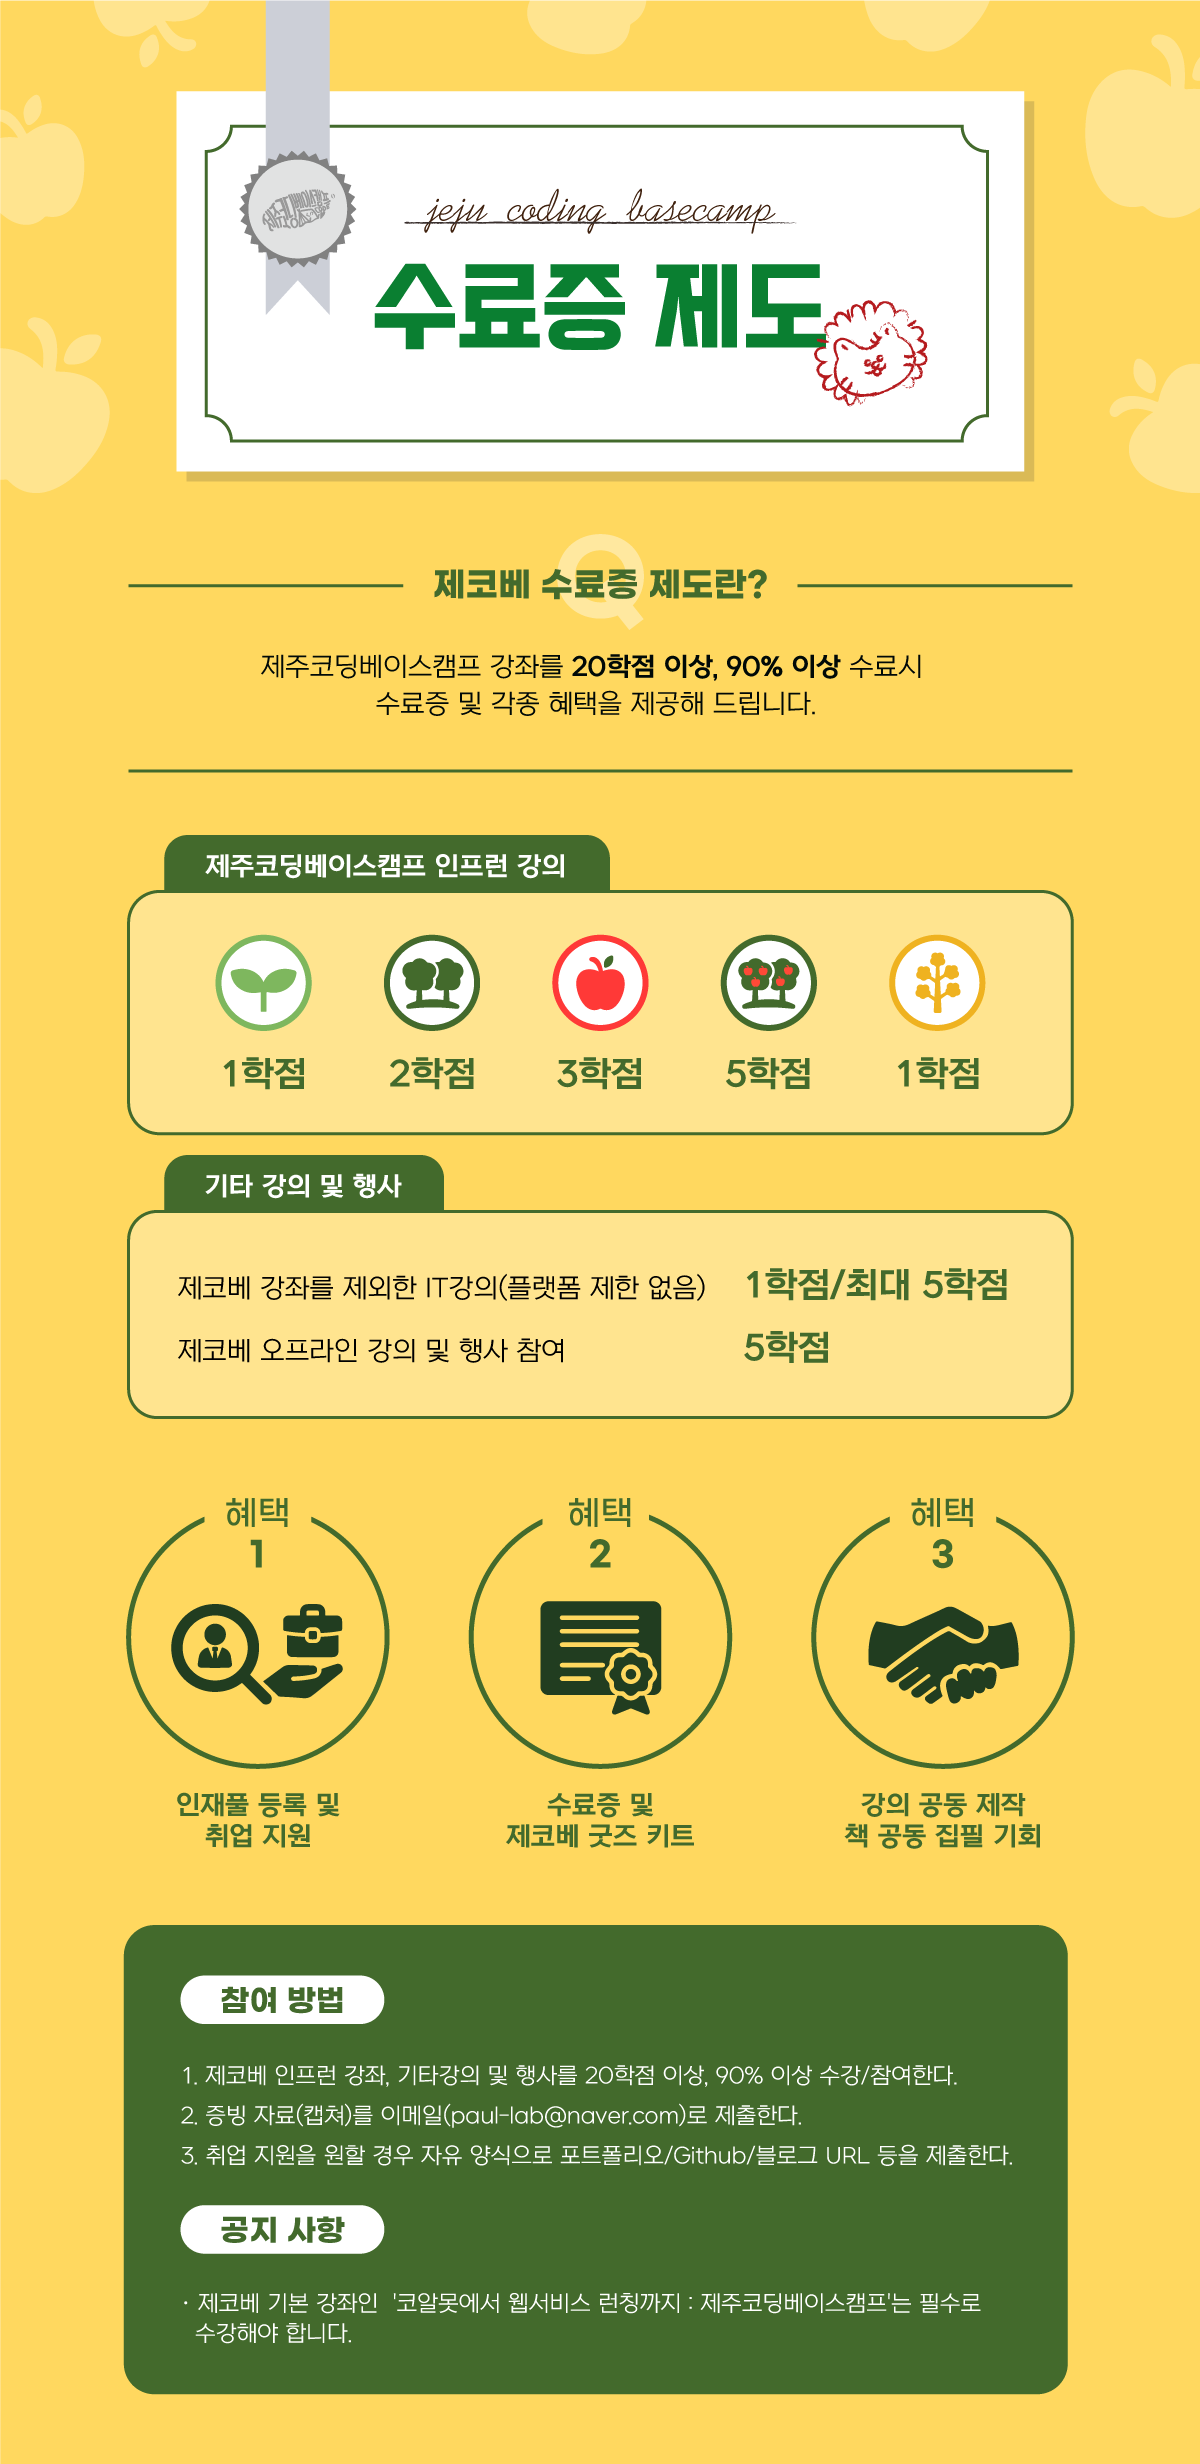 jeju coding basecamp
수료증 제도
Q
제코베 수료증 제도란?
제주코딩베이스캠프 강좌를 20학점 이상, 90% 이상 수료시
수료증 및 각종 혜택을 제공해 드립니다.
제주코딩베이스캠프 인프런 강의
1학점 2학점 3학점 5학점 1학점
기타 강의 및 행사
제코베 강좌를 제외한 IT강의(플랫폼 제한 없음) 1학점/최대 5학점
제코베 오프라인 강의 및 행사 참여 5학점
혜택
1
인재풀 등록 및
취업 지원
혜택
2
수료증 및
제코베 굿즈 키트
혜택
3
강의 공동 제작
책 공동 집필 기회
참여 방법
1. 제코베 인프런 강좌, 기타강의 및 행사를 20학점 이상, 90% 이상 수강/참여한다.
2. 증빙 자료(캡쳐)를 이메일(paul-lab@naver.com)로 제출한다.
3. 취업 지원을 원할 경우 자유 양식으로 포트폴리오/Github/블로그 URL 등을 제출한다.
공지 사항
· 제코베 기본 강좌인 '코알못에서 웹서비스 런칭까지 : 제주코딩베이스캠프'는 필수로
수강해야 합니다.